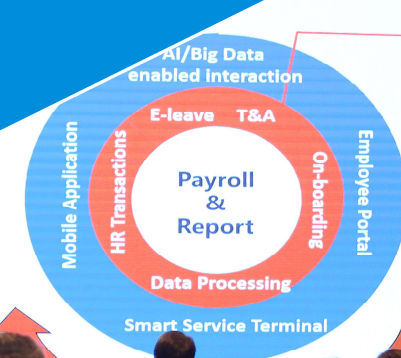 AI/Big Data
enabled interaction
E-leave T&A
Mobile Application
HR Transactions
Payroll
&
Report
On-boarding
Employee Portal
Data Processing
Smart Service Terminal